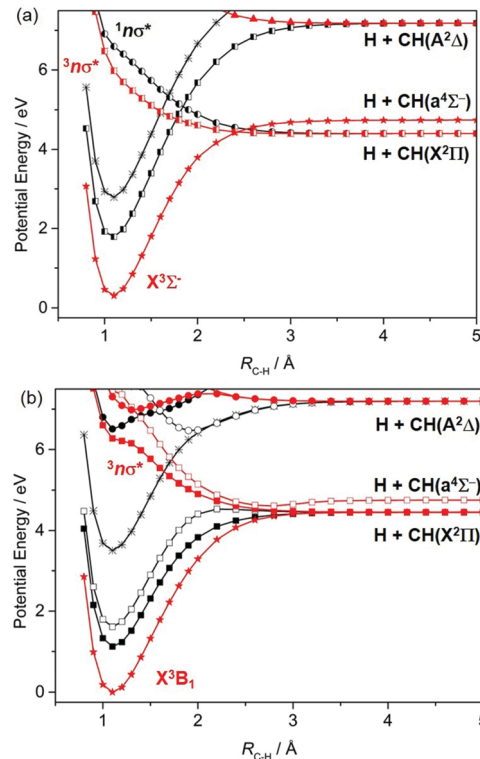 (a)
¹nσ*
³nσ*
H + CH(A²Δ)
H + CH(a⁴Σ⁻)
H + CH(X²Π)
X³Σ⁻
Potential Energy / eV
6
4
2
0
1
2
3
4
5
R_C-H / Å
(b)
³nσ*
H + CH(A²Δ)
H + CH(a⁴Σ⁻)
H + CH(X²Π)
X³B₁
Potential Energy / eV
6
4
2
0
1
2
3
4
5
R_C-H / Å